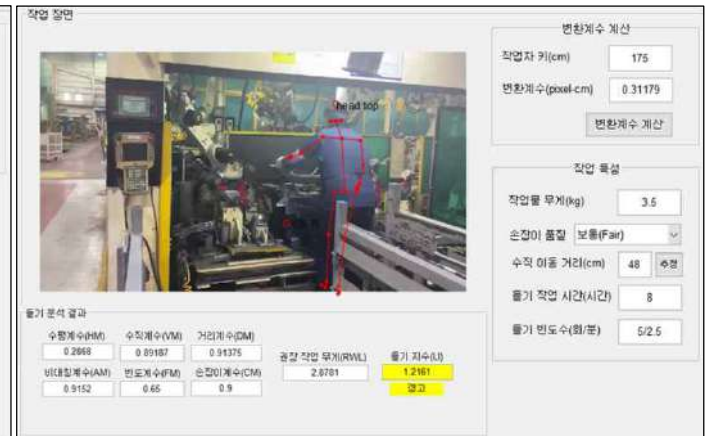 작업 장면
head top
변환계수 계산
작업자 키(cm) 175
변환계수(pixel-cm) 0.31179
변환계수 계산
작업 특성
작업물 무게(kg) 3.5
손잡이 품질 보통(Fair)
수직 이동 거리(cm) 48 추정
들기 작업 시간(시간) 8
들기 빈도수(회/분) 5/2.5
들기 분석 결과
수평계수(HM) 수직계수(VM) 거리계수(DM)
0.2868 0.89187 0.91375
권장 작업 무게(RWL) 들기 지수(LI)
2.8781 1.2161
비대칭계수(AM) 빈도계수(FM) 손잡이계수(CM)
0.9152 0.65 0.9
경고